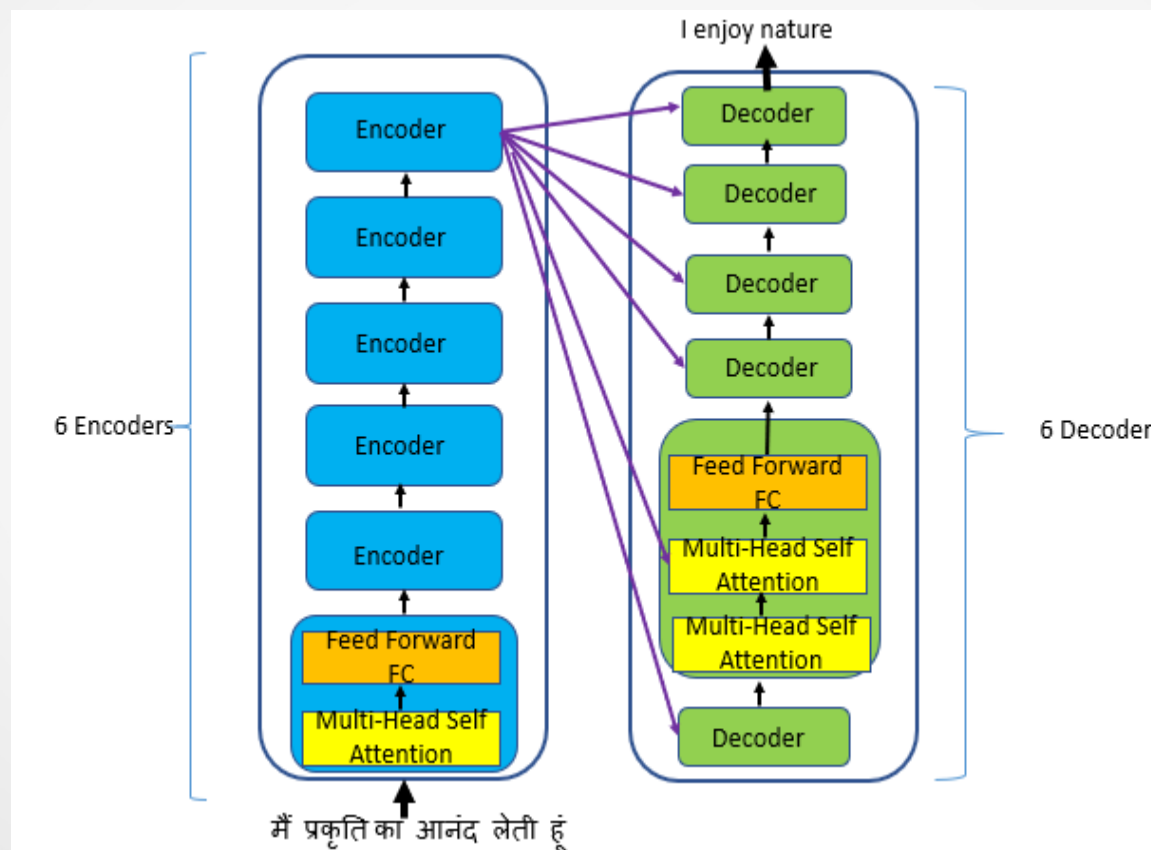 I enjoy nature
6 Encoders
Encoder
Encoder
Encoder
Encoder
Encoder
Feed Forward
FC
Multi-Head Self
Attention
मैं प्रकृति का आनंद लेती हूं
Decoder
Decoder
Decoder
Decoder
Feed Forward
FC
Multi-Head Self
Attention
Multi-Head Self
Attention
Decoder
6 Decoder